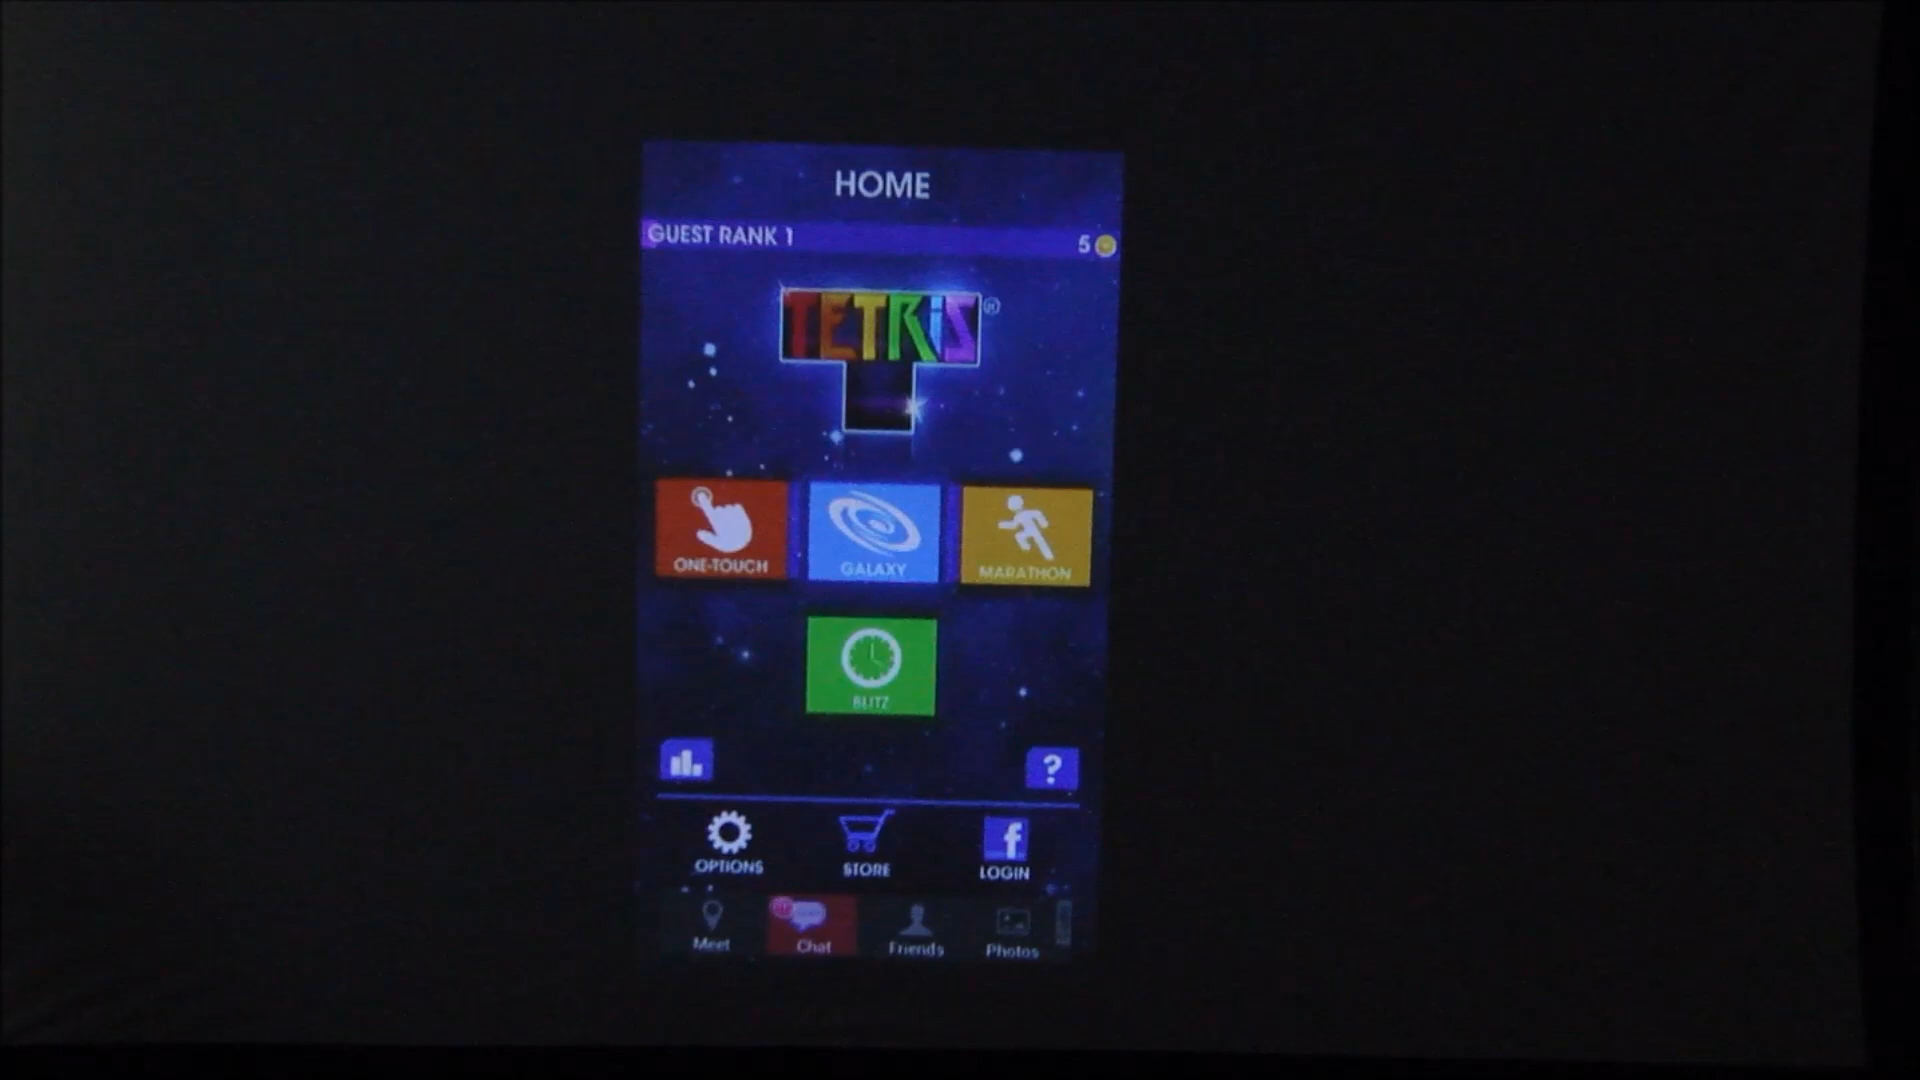 HOME
GUEST RANK 1
5
TETRIS®
ONE-TOUCH
GALAXY
MARATHON
BLITZ
?
OPTIONS
STORE
f
LOGIN
Meet
Chat
Friends
Photos